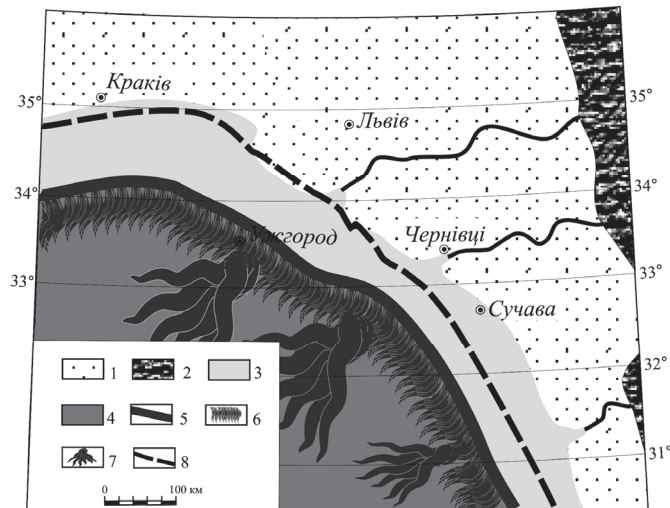 Краків
35°
35°
Львів
34°
34°
Ужгород
Чернівці
33°
33°
Сучава
32°
31°
1
2
3
4
5
6
7
8
0
100 км